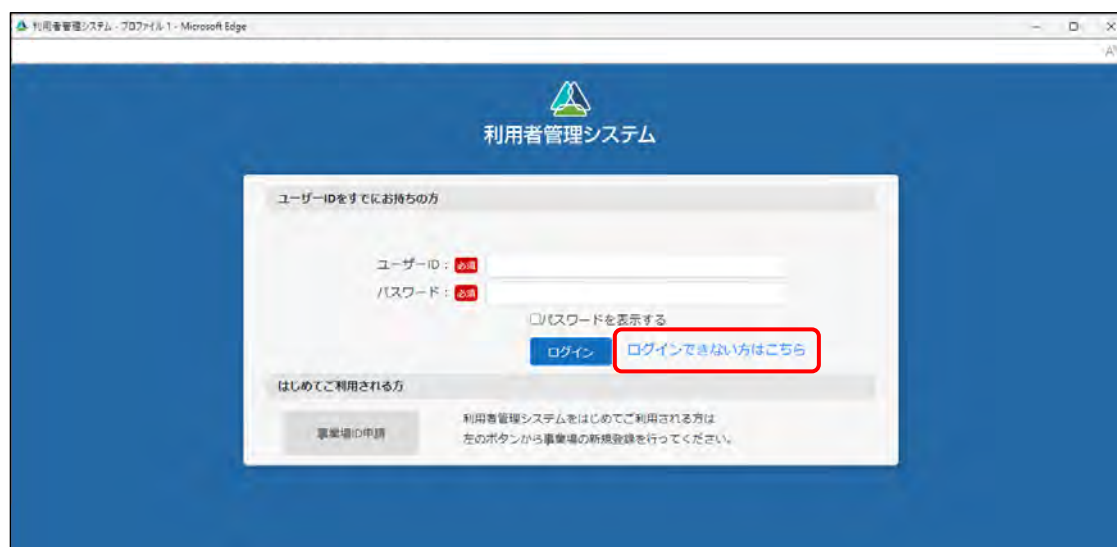 利用者管理システム - プロファイル 1 - Microsoft Edge
利用者管理システム
ユーザーIDをすでにお持ちの方
ユーザーID : 必須
パスワード : 必須
パスワードを表示する
ログイン ログインできない方はこちら
はじめてご利用される方
事業場ID申請
利用者管理システムをはじめてご利用される方は
左のボタンから事業場の新規登録を行ってください。